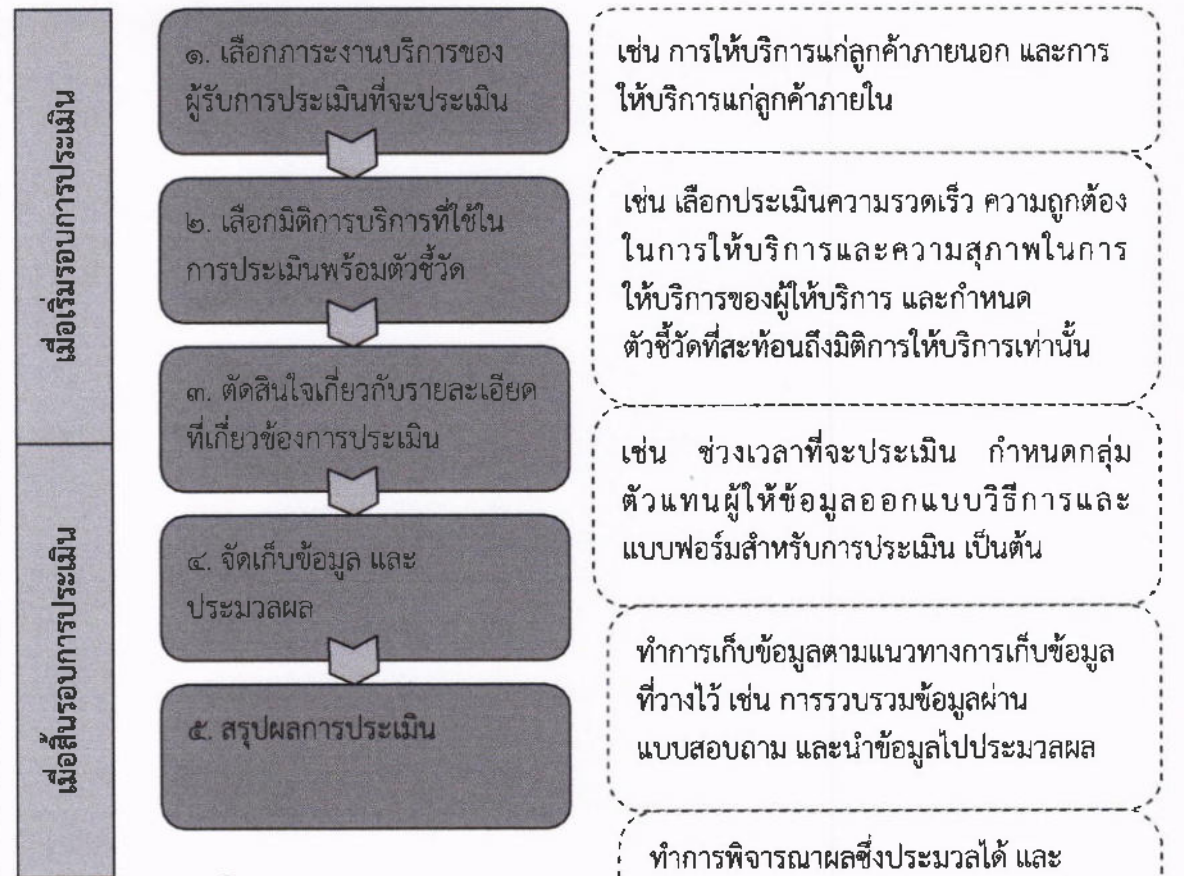 เมื่อเริ่มรอบการประเมิน
๑. เลือกภาระงานบริการของ
ผู้รับการประเมินที่จะประเมิน
เช่น การให้บริการแก่ลูกค้าภายนอก และการ
ให้บริการแก่ลูกค้าภายใน
๒. เลือกมิติการบริการที่ใช้ใน
การประเมินพร้อมตัวชี้วัด
เช่น เลือกประเมินความรวดเร็ว ความถูกต้อง
ในการให้บริการและความสุภาพในการ
ให้บริการของผู้ให้บริการ และกำหนด
ตัวชี้วัดที่สะท้อนถึงมิติการให้บริการเท่านั้น
๓. ตัดสินใจเกี่ยวกับรายละเอียด
ที่เกี่ยวข้องการประเมิน
เช่น ช่วงเวลาที่จะประเมิน กำหนดกลุ่ม
ตัวแทนผู้ให้ข้อมูลออกแบบวิธีการและ
แบบฟอร์มสำหรับการประเมิน เป็นต้น
เมื่อสิ้นรอบการประเมิน
๔. จัดเก็บข้อมูล และ
ประมวลผล
ทำการเก็บข้อมูลตามแนวทางการเก็บข้อมูล
ที่วางไว้ เช่น การรวบรวมข้อมูลผ่าน
แบบสอบถาม และนำข้อมูลไปประมวลผล
๕. สรุปผลการประเมิน
ทำการพิจารณาผลซึ่งประมวลได้ และ